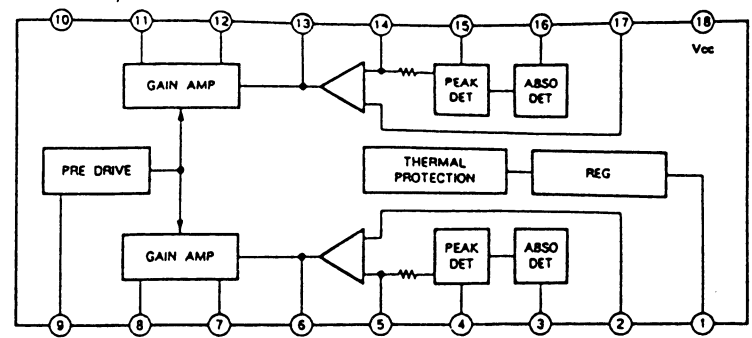 10 11 12 13 14 15 16 17 18
Vcc
GAIN AMP
PEAK
DET
ABSO
DET
PRE DRIVE
THERMAL
PROTECTION
REG
GAIN AMP
PEAK
DET
ABSO
DET
9 8 7 6 5 4 3 2 1